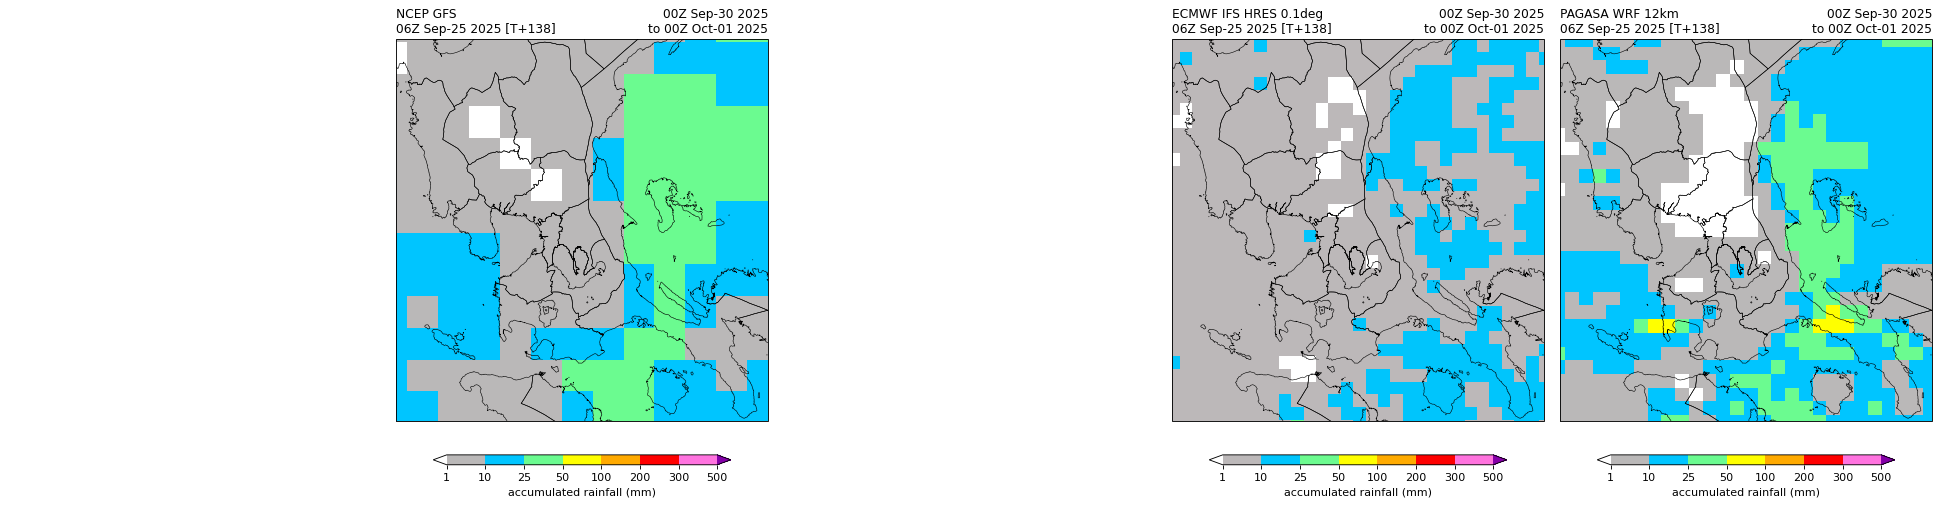 NCEP GFS 00Z Sep-30 2025
06Z Sep-25 2025 [T+138] to 00Z Oct-01 2025
1 10 25 50 100 200 300 500
accumulated rainfall (mm)
ECMWF IFS HRES 0.1deg 00Z Sep-30 2025
06Z Sep-25 2025 [T+138] to 00Z Oct-01 2025
1 10 25 50 100 200 300 500
accumulated rainfall (mm)
PAGASA WRF 12km 00Z Sep-30 2025
06Z Sep-25 2025 [T+138] to 00Z Oct-01 2025
1 10 25 50 100 200 300 500
accumulated rainfall (mm)